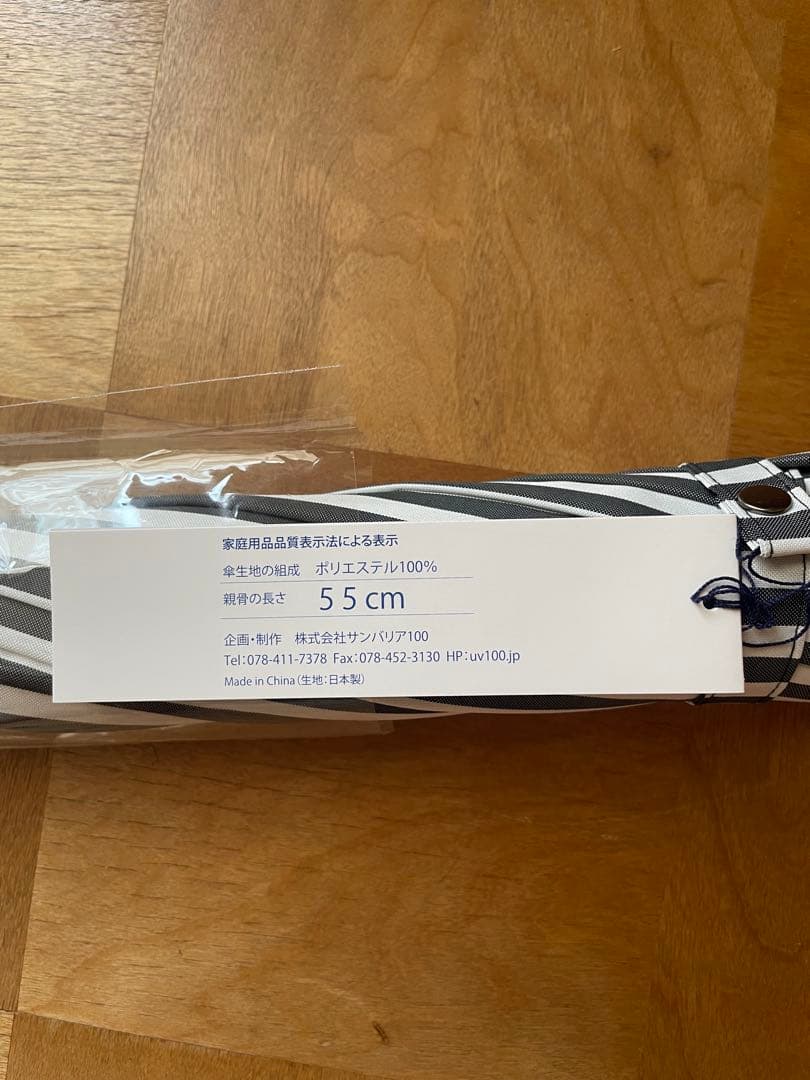 家庭用品品質表示法による表示
傘生地の組成 ポリエステル100%
親骨の長さ 55cm
企画・制作 株式会社サンバリア100
Tel:078-411-7378 Fax:078-452-3130 HP:uv100.jp
Made in China(生地:日本製)